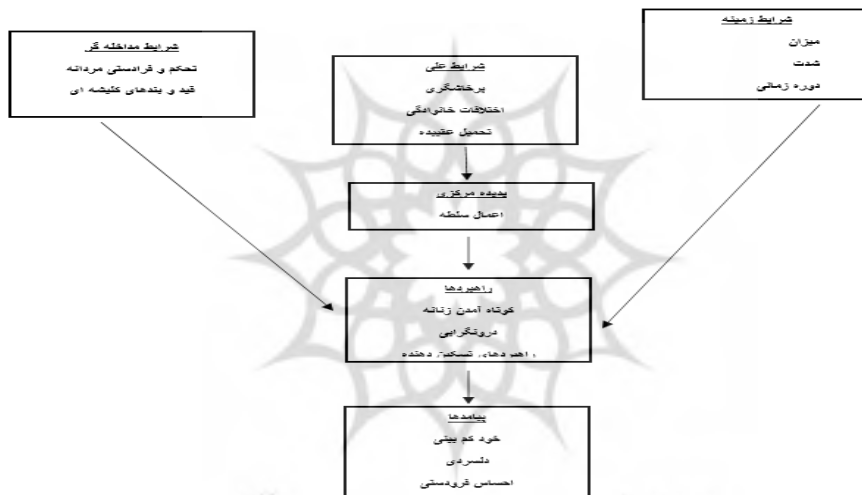 شرایط زمینه
میزان
شدت
دوره زمانی
شرایط علی
پرخاشگری
اختلافات خانوادگی
تحمیل عقییده
شرایط مداخله گر
تحکم و فرادستی مردانه
قید و بندهای کلیشه ای
پدیده مرکزی
اعمال سلطه
راهبردها
کوتاه آمدن زنانه
درونگرایی
راهبردهای تسکین دهنده
پیامدها
خود کم بینی
دلسردی
احساس فرودستی